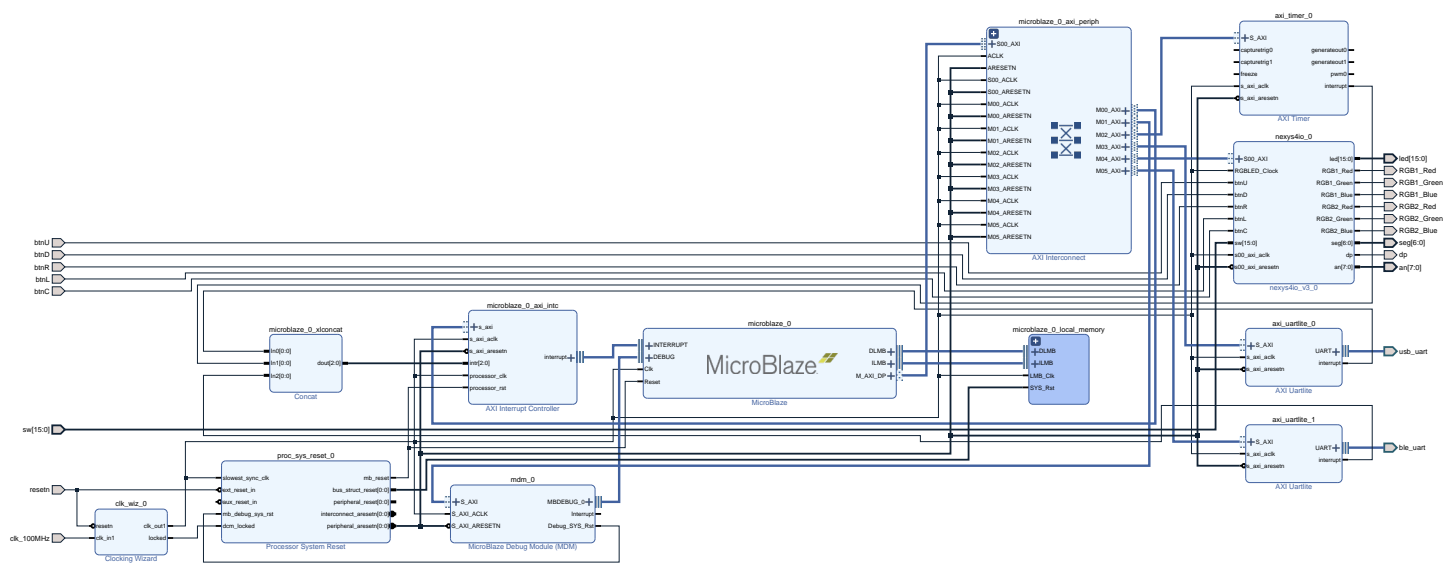 microblaze_0_axi_periph
S00_AXI
ACLK
ARESETN
S00_ACLK
S00_ARESETN
M00_ACLK
M00_ARESETN
M01_ACLK
M01_ARESETN
M02_ACLK
M02_ARESETN
M03_ACLK
M03_ARESETN
M04_ACLK
M04_ARESETN
M05_ACLK
M05_ARESETN
M00_AXI
M01_AXI
M02_AXI
M03_AXI
M04_AXI
M05_AXI
AXI Interconnect
axi_timer_0
S_AXI
capturetrig0
capturetrig1
freeze
s_axi_aclk
s_axi_aresetn
generateout0
generateout1
pwm0
interrupt
AXI Timer
nexys4io_0
S00_AXI
RGBLED_Clock
btnU
btnD
btnR
btnL
btnC
sw[15:0]
s00_axi_aclk
s00_axi_aresetn
led[15:0]
RGB1_Red
RGB1_Green
RGB1_Blue
RGB2_Red
RGB2_Green
RGB2_Blue
seg[6:0]
dp
an[7:0]
nexys4io_v3_0
led[15:0]
RGB1_Red
RGB1_Green
RGB1_Blue
RGB2_Red
RGB2_Green
RGB2_Blue
seg[6:0]
dp
an[7:0]
btnU
btnD
btnR
btnL
btnC
microblaze_0_xlconcat
In0[0:0]
In1[0:0]
In2[0:0]
dout[2:0]
Concat
microblaze_0_axi_intc
s_axi
s_axi_aclk
s_axi_aresetn
intr[2:0]
processor_clk
processor_rst
interrupt
AXI Interrupt Controller
microblaze_0
INTERRUPT
DEBUG
Clk
Reset
MicroBlaze
DLMB
ILMB
M_AXI_DP
MicroBlaze
microblaze_0_local_memory
DLMB
ILMB
LMB_Clk
SYS_Rst
axi_uartlite_0
S_AXI
s_axi_aclk
s_axi_aresetn
UART
interrupt
AXI Uartlite
usb_uart
axi_uartlite_1
S_AXI
s_axi_aclk
s_axi_aresetn
UART
interrupt
AXI Uartlite
ble_uart
sw[15:0]
resetn
clk_100MHz
clk_wiz_0
resetn
clk_in1
clk_out1
locked
Clocking Wizard
proc_sys_reset_0
slowest_sync_clk
ext_reset_in
aux_reset_in
mb_debug_sys_rst
dcm_locked
mb_reset
bus_struct_reset[0:0]
peripheral_reset[0:0]
interconnect_aresetn[0:0]
peripheral_aresetn[0:0]
Processor System Reset
mdm_0
S_AXI
S_AXI_ACLK
S_AXI_ARESETN
MBDEBUG_0
Interrupt
Debug_SYS_Rst
MicroBlaze Debug Module (MDM)